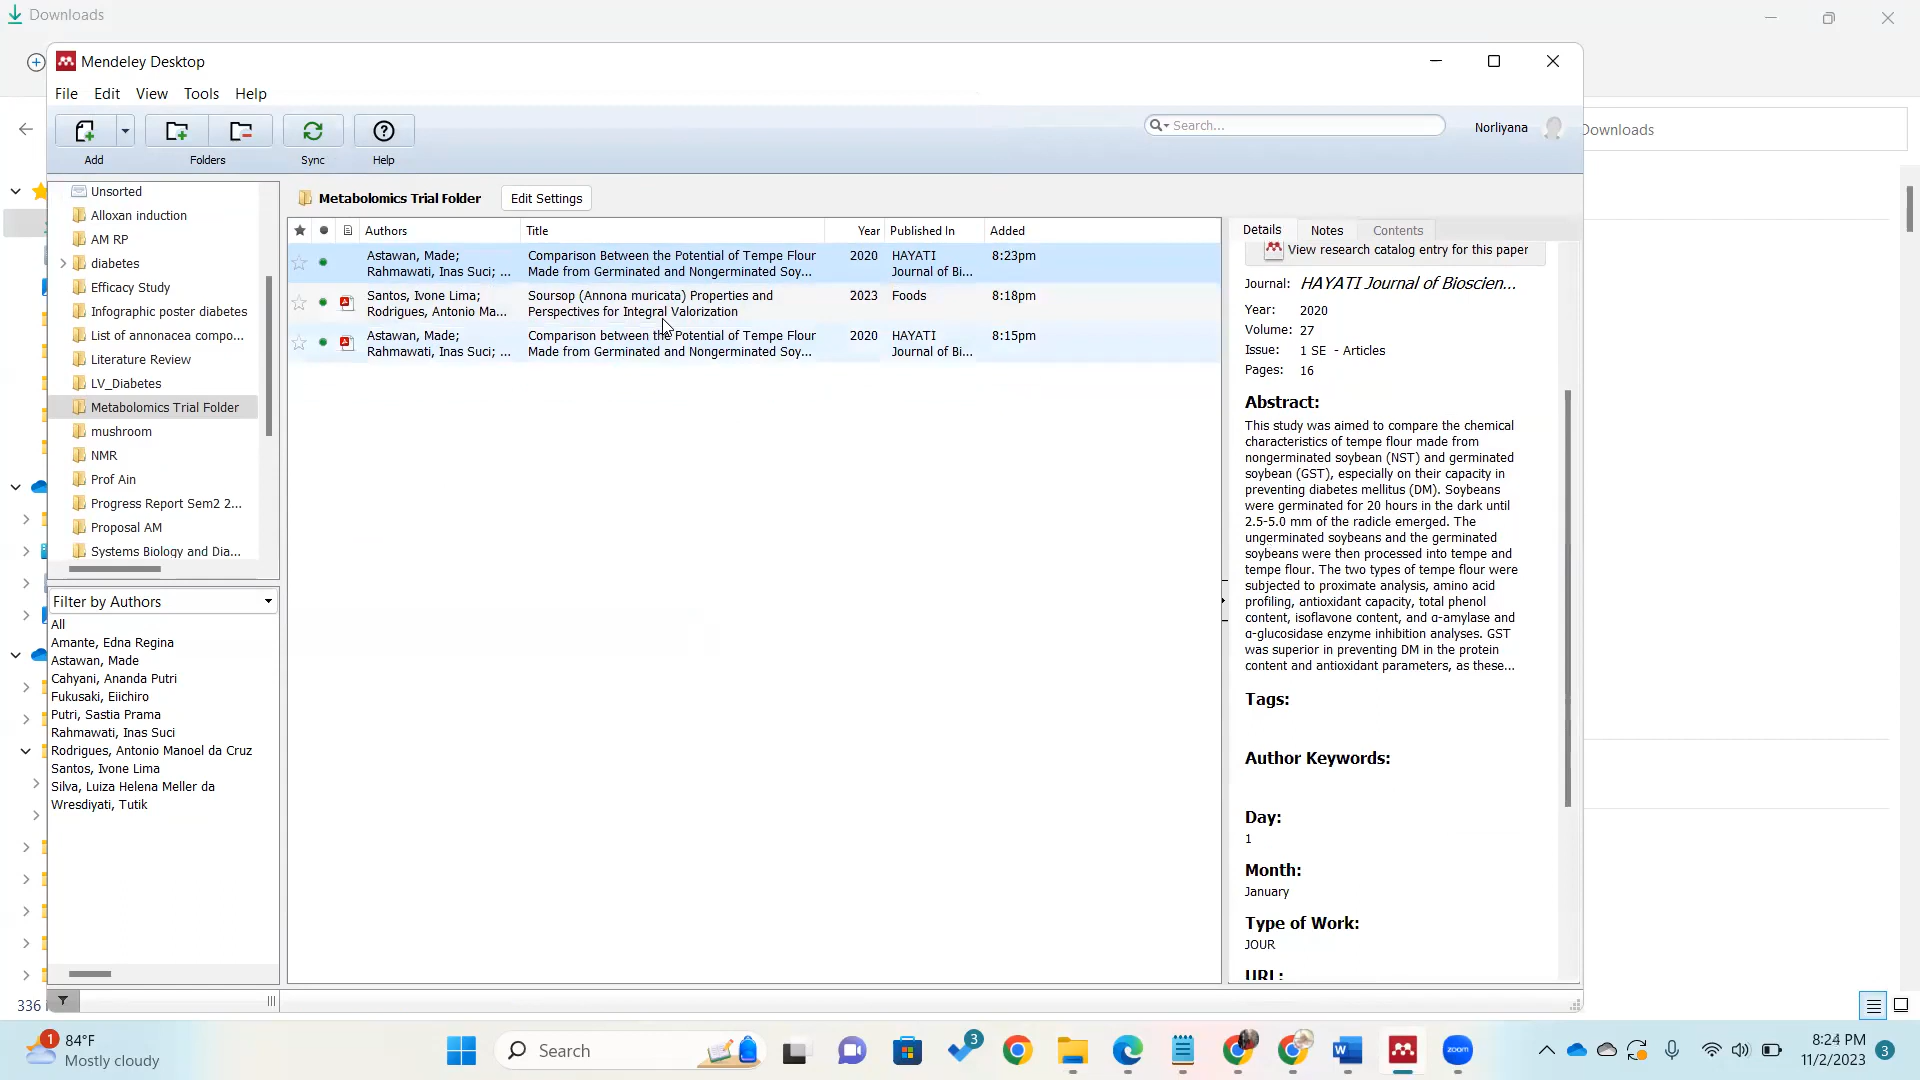 Downloads
Mendeley Desktop
File Edit View Tools Help
Search...
Norliyana
Downloads
Add Folders Sync Help
Unsorted
Alloxan induction
AM RP
diabetes
Efficacy Study
Infographic poster diabetes
List of annonacea compo...
Literature Review
LV_Diabetes
Metabolomics Trial Folder
mushroom
NMR
Prof Ain
Progress Report Sem2 2...
Proposal AM
Systems Biology and Dia...
Filter by Authors
All
Amante, Edna Regina
Astawan, Made
Cahyani, Ananda Putri
Fukusaki, Eiichiro
Putri, Sastia Prama
Rahmawati, Inas Suci
Rodrigues, Antonio Manoel da Cruz
Santos, Ivone Lima
Silva, Luiza Helena Meller da
Wresdiyati, Tutik
336
Metabolomics Trial Folder Edit Settings
Authors Title Year Published In Added
Astawan, Made; Comparison Between the Potential of Tempe Flour 2020 HAYATI 8:23pm
Rahmawati, Inas Suci; ... Made from Germinated and Nongerminated Soy... Journal of Bi...
Santos, Ivone Lima; Soursop (Annona muricata) Properties and 2023 Foods 8:18pm
Rodrigues, Antonio Ma... Perspectives for Integral Valorization
Astawan, Made; Comparison between the Potential of Tempe Flour 2020 HAYATI 8:15pm
Rahmawati, Inas Suci; ... Made from Germinated and Nongerminated Soy... Journal of Bi...
Details Notes Contents
View research catalog entry for this paper
Journal: HAYATI Journal of Bioscien...
Year: 2020
Volume: 27
Issue: 1 SE - Articles
Pages: 16
Abstract:
This study was aimed to compare the chemical
characteristics of tempe flour made from
nongerminated soybean (NST) and germinated
soybean (GST), especially on their capacity in
preventing diabetes mellitus (DM). Soybeans
were germinated for 20 hours in the dark until
2.5-5.0 mm of the radicle emerged. The
ungerminated soybeans and the germinated
soybeans were then processed into tempe and
tempe flour. The two types of tempe flour were
subjected to proximate analysis, amino acid
profiling, antioxidant capacity, total phenol
content, isoflavone content, and α-amylase and
α-glucosidase enzyme inhibition analyses. GST
was superior in preventing DM in the protein
content and antioxidant parameters, as these...
Tags:
Author Keywords:
Day:
1
Month:
January
Type of Work:
JOUR
URL:
1
84°F
Mostly cloudy
Search
3
zoom
8:24 PM
11/2/2023
3